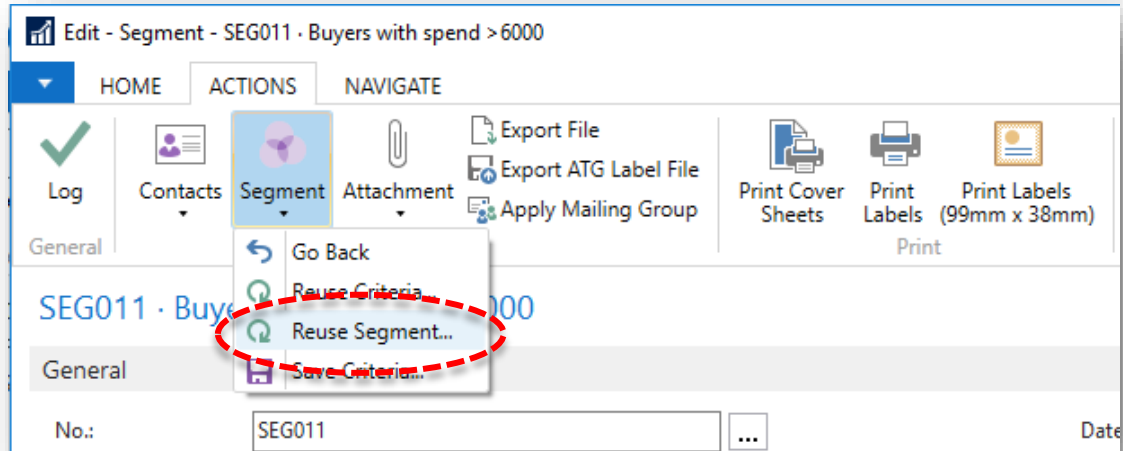 Edit - Segment - SEG011 · Buyers with spend >6000
HOME ACTIONS NAVIGATE
Log
Contacts
Segment
Attachment
Export File
Export ATG Label File
Apply Mailing Group
Print Cover Sheets
Print Labels
Print Labels (99mm x 38mm)
General
Print
Go Back
Reuse Criteria...
Reuse Segment...
Save Criteria...
SEG011 · Buye
000
General
No.:
SEG011
...
Date